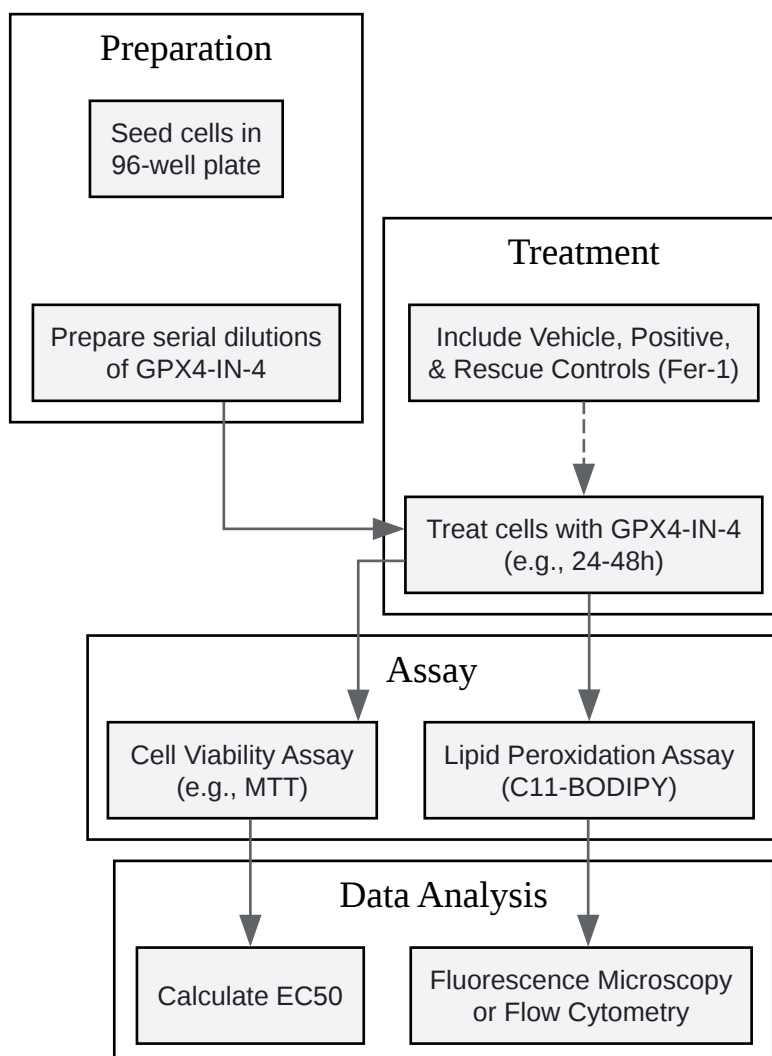 Preparation
Seed cells in
96-well plate
Prepare serial dilutions
of GPX4-IN-4
Treatment
Include Vehicle, Positive,
& Rescue Controls (Fer-1)
Treat cells with GPX4-IN-4
(e.g., 24-48h)
Assay
Cell Viability Assay
(e.g., MTT)
Lipid Peroxidation Assay
(C11-BODIPY)
Data Analysis
Calculate EC50
Fluorescence Microscopy
or Flow Cytometry